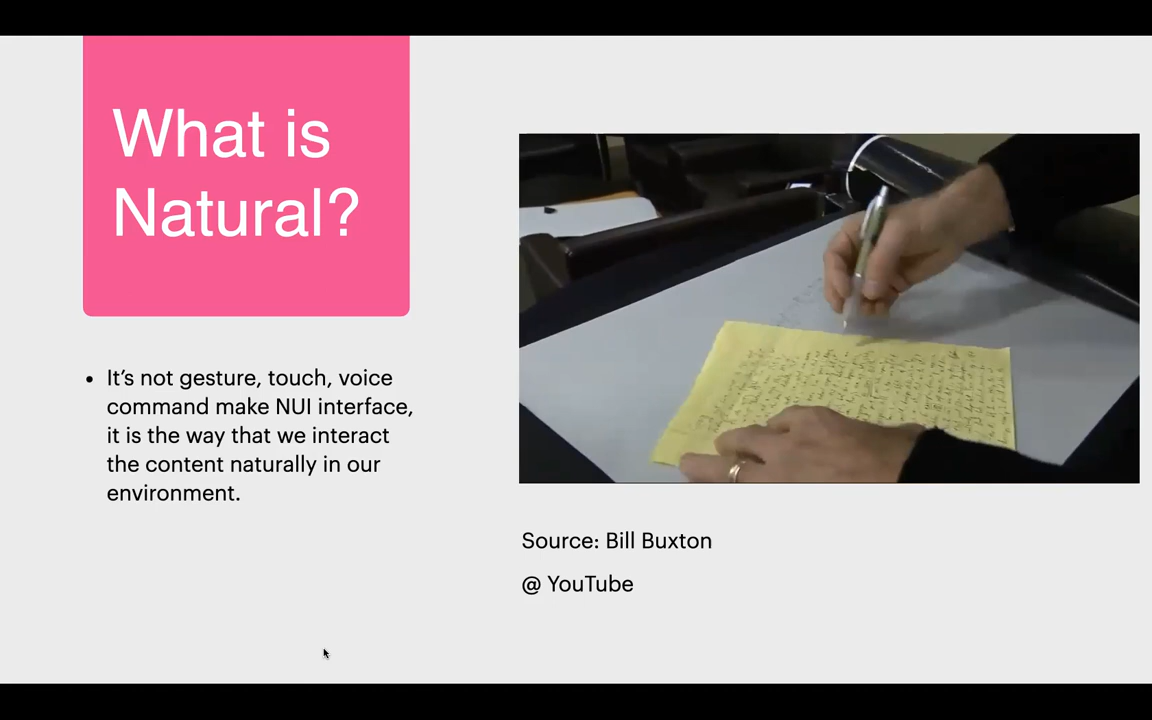 What is
Natural?
• It’s not gesture, touch, voice
command make NUI interface,
it is the way that we interact
the content naturally in our
environment.
Source: Bill Buxton
@ YouTube